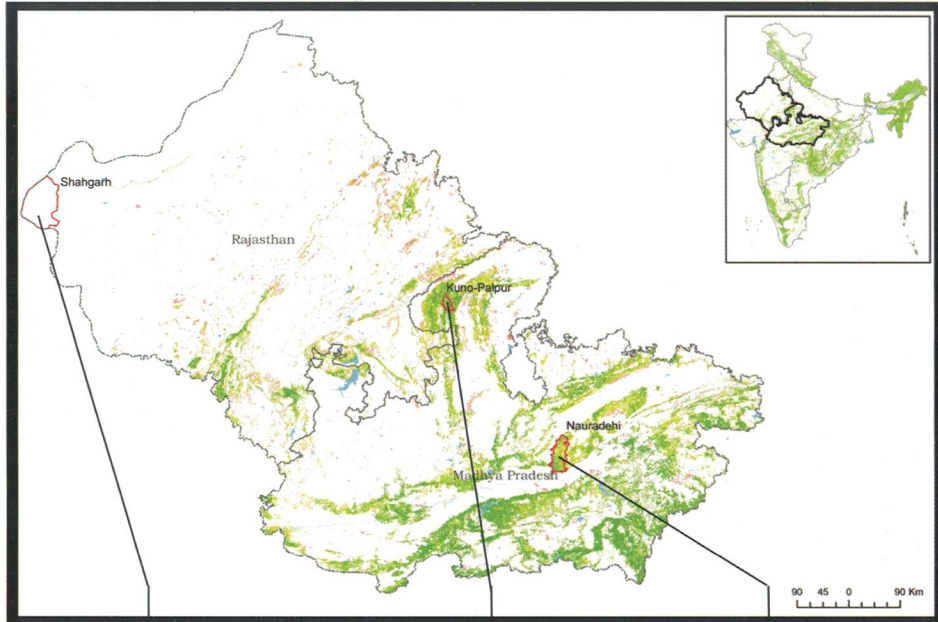 Shahgarh
Rajasthan
Kuno-Palpur
Nauradehi
Madhya Pradesh
90 45 0 90 Km